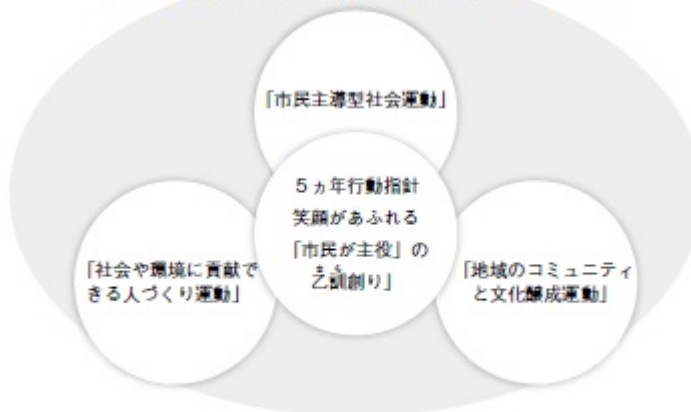 「市民主導型社会運動」
5ヵ年行動指針
笑顔があふれる
「市民が主役」の
乙訓創り」
「社会や環境に貢献で
きる人づくり運動」
「地域のコミュニティ
と文化醸成運動」